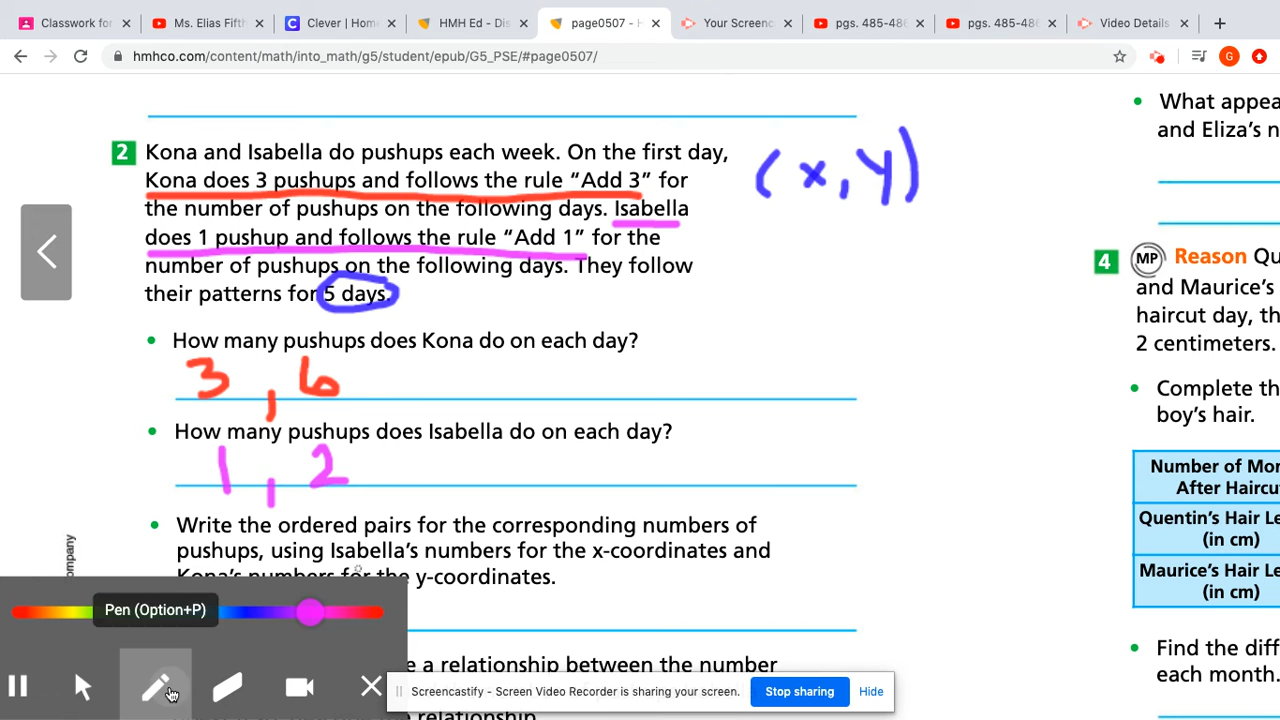 Classwork for
Ms. Elias Fifth
Clever | Home
HMH Ed - Dis
page0507 - H
Your Screenc
pgs. 485-486
pgs. 485-486
Video Details
hmhco.com/content/math/into_math/g5/student/epub/G5_PSE/#page0507/
G
2 Kona and Isabella do pushups each week. On the first day,
Kona does 3 pushups and follows the rule “Add 3” for
the number of pushups on the following days. Isabella
does 1 pushup and follows the rule “Add 1” for the
number of pushups on the following days. They follow
their patterns for 5 days.
(x, y)
• How many pushups does Kona do on each day?
3, 6
• How many pushups does Isabella do on each day?
1, 2
• Write the ordered pairs for the corresponding numbers of
pushups, using Isabella’s numbers for the x-coordinates and
Kona’s numbers for the y-coordinates.
e a relationship between the number
relationship.
ompany
• What appea
and Eliza’s n
4 MP Reason Qu
and Maurice’s
haircut day, th
2 centimeters.
• Complete th
boy’s hair.
Number of Mon
After Haircu
Quentin’s Hair Le
(in cm)
Maurice’s Hair Le
(in cm)
• Find the diff
each month.
Pen (Option+P)
Screencastify - Screen Video Recorder is sharing your screen.
Stop sharing
Hide